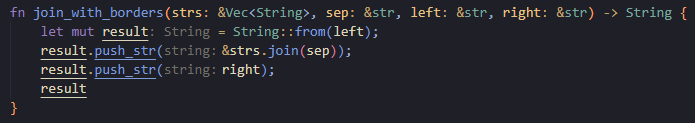 fn join_with_borders(strs: &Vec<String>, sep: &str, left: &str, right: &str) -> String {
    let mut result: String = String::from(left);
    result.push_str(string: &strs.join(sep));
    result.push_str(string: right);
    result
}